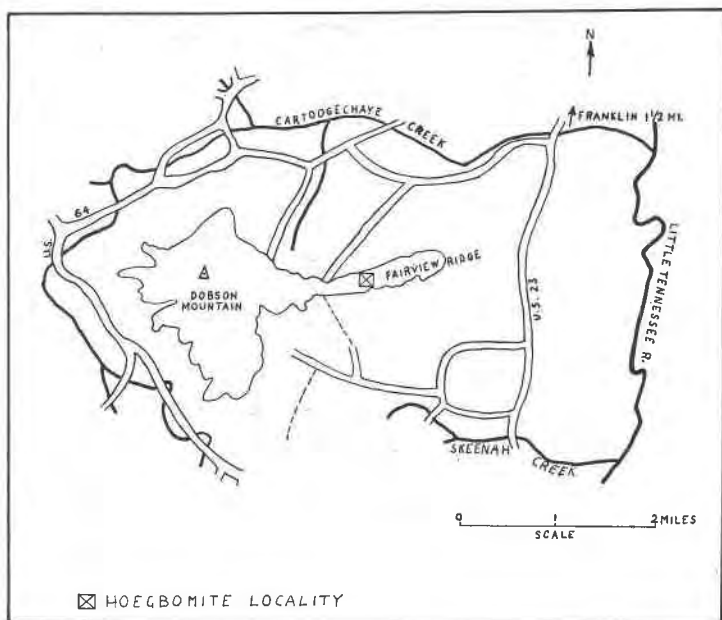 N
FRANKLIN 1 1/2 MI.
CARTOOGECHAYE CREEK
U.S. 64
DOBSON
MOUNTAIN
FAIRVIEW RIDGE
U.S. 23
LITTLE TENNESSEE R.
SKEENAH CREEK
0 1 2 MILES
SCALE
HOEGBOMITE LOCALITY